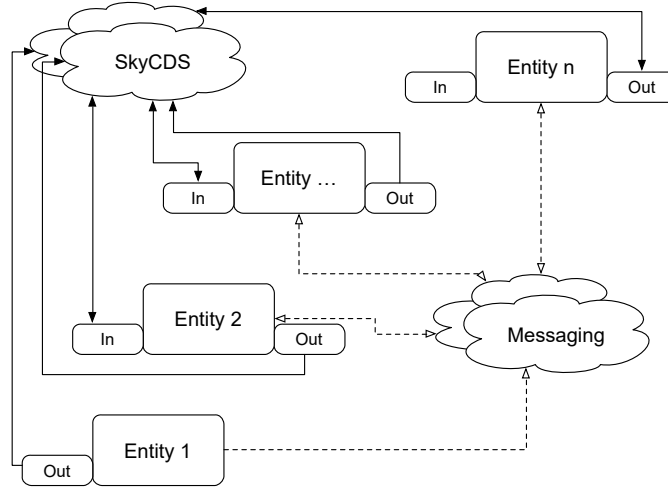 SkyCDS
Entity n
In
Out
Entity …
In
Out
Entity 2
In
Out
Messaging
Entity 1
Out